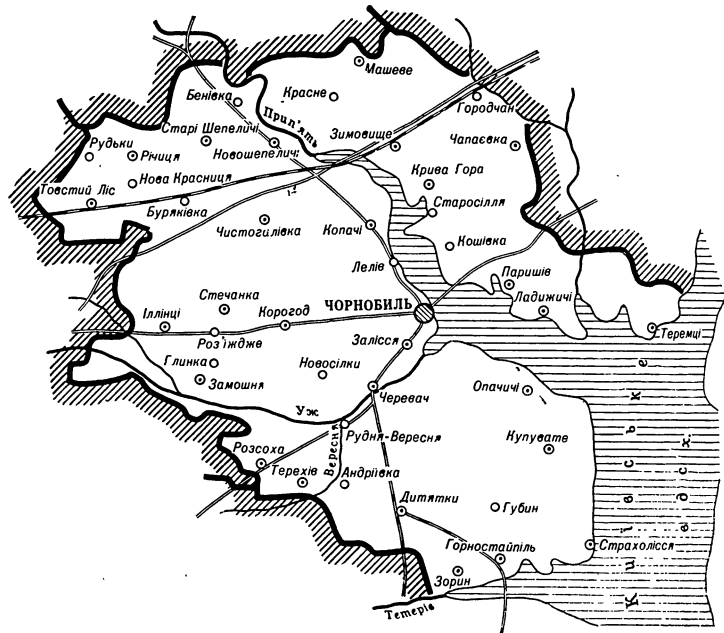 Машеве
Бенівка
Красне
Городчан
Прип'ять
Старі Шепеличі
Зимовище
Чапаєвка
Рудьки
Річиця
Новошепеличі
Нова Красниця
Крива Гора
Товстий Ліс
Буряківка
Старосілля
Чистогалівка
Копачі
Кошівка
Лелів
Паришів
Стечанка
ЧОРНОБИЛЬ
Ладижичі
Іллінці
Корогод
Роз'їждже
Залісся
Теремці
Глинка
Новосілки
Замошня
Опачичі
Черевач
Уж
Рудня-Вересня
Купувате
Вересня
Розсоха
Терехів
Андріївка
Дитятки
Губин
Горностайпіль
Страхолісся
Зорин
Тетерів
Київське
вдсх.